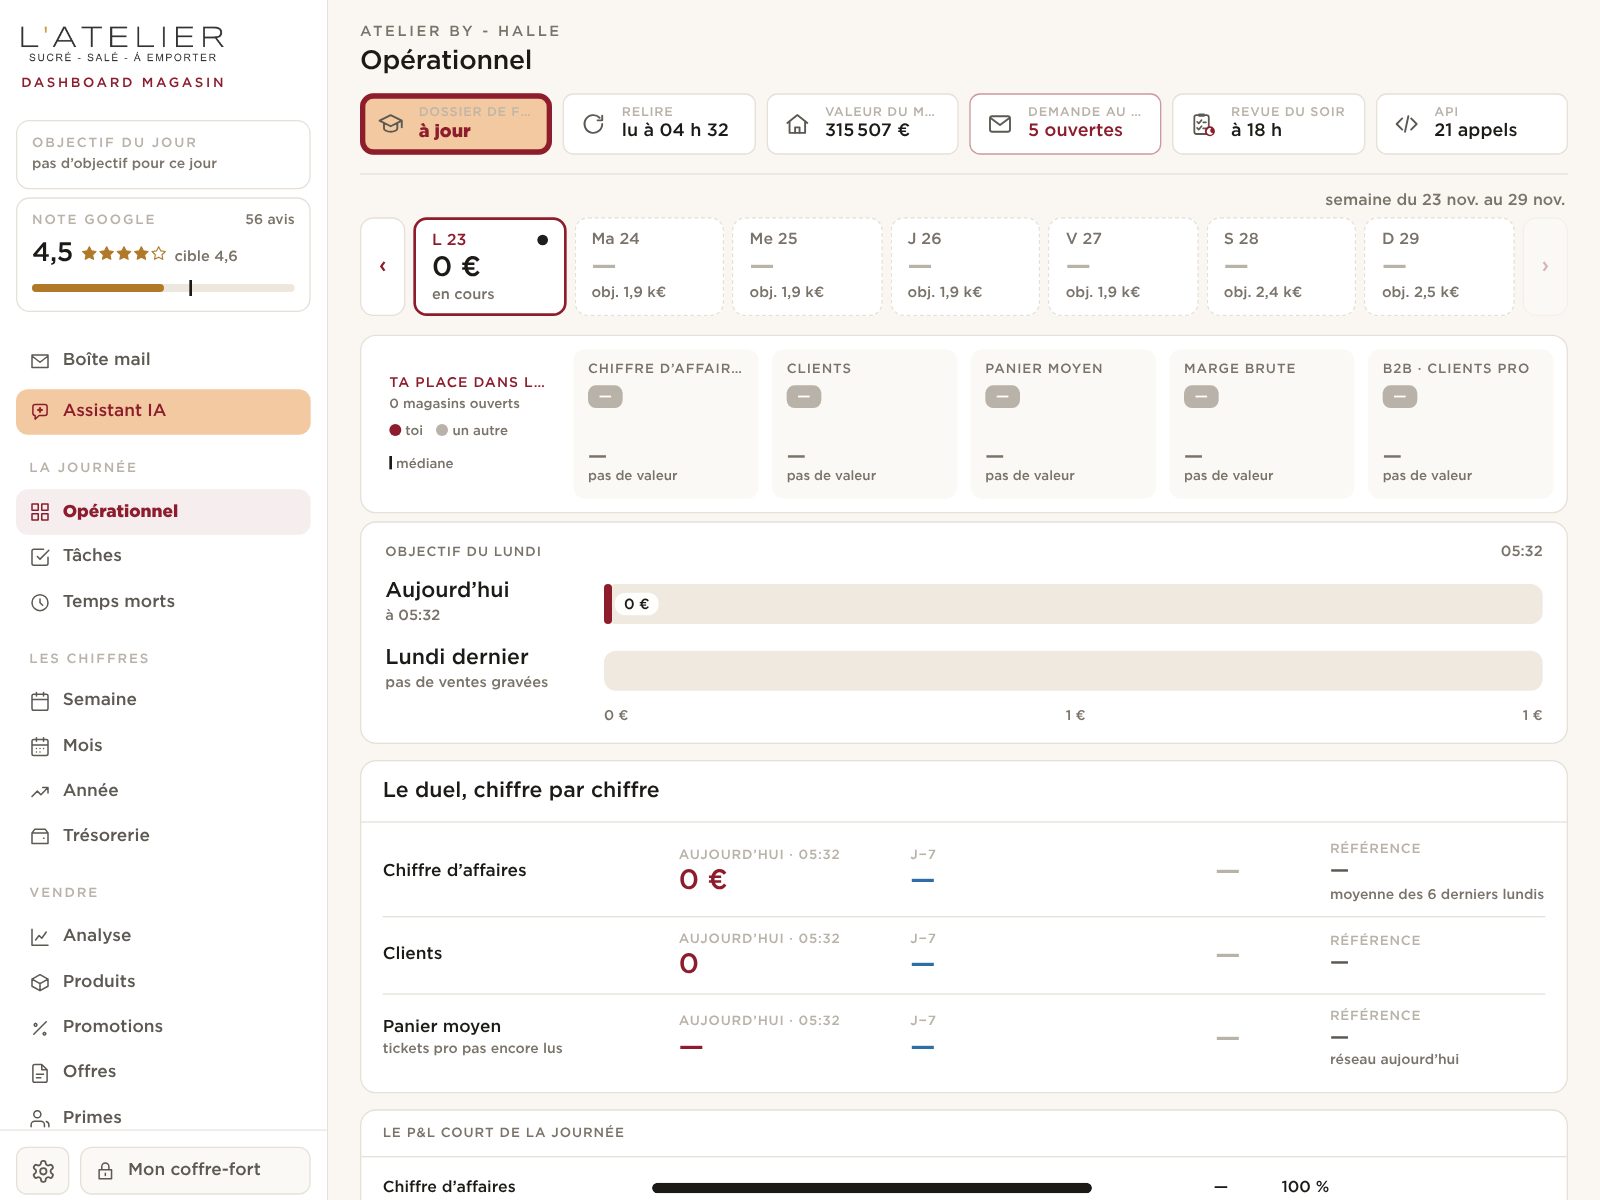 L'ATELIER
SUCRÉ - SALÉ - À EMPORTER
DASHBOARD MAGASIN
OBJECTIF DU JOUR
pas d’objectif pour ce jour
NOTE GOOGLE 56 avis
4,5 cible 4,6
Boîte mail
Assistant IA
LA JOURNÉE
Opérationnel
Tâches
Temps morts
LES CHIFFRES
Semaine
Mois
Année
Trésorerie
VENDRE
Analyse
Produits
Promotions
Offres
Primes
Mon coffre-fort
ATELIER BY - HALLE
Opérationnel
DOSSIER DE F…
à jour
RELIRE
lu à 04 h 32
VALEUR DU M…
315 507 €
DEMANDE AU …
5 ouvertes
REVUE DU SOIR
à 18 h
API
21 appels
semaine du 23 nov. au 29 nov.
‹
L 23
0 €
en cours
Ma 24
—
obj. 1,9 k€
Me 25
—
obj. 1,9 k€
J 26
—
obj. 1,9 k€
V 27
—
obj. 1,9 k€
S 28
—
obj. 2,4 k€
D 29
—
obj. 2,5 k€
›
TA PLACE DANS L…
0 magasins ouverts
toi un autre
médiane
CHIFFRE D’AFFAIR…
—
—
pas de valeur
CLIENTS
—
—
pas de valeur
PANIER MOYEN
—
—
pas de valeur
MARGE BRUTE
—
—
pas de valeur
B2B · CLIENTS PRO
—
—
pas de valeur
OBJECTIF DU LUNDI 05:32
Aujourd’hui
à 05:32
0 €
Lundi dernier
pas de ventes gravées
0 € 1 € 1 €
Le duel, chiffre par chiffre
Chiffre d’affaires
AUJOURD’HUI · 05:32
0 €
J−7
—
—
RÉFÉRENCE
—
moyenne des 6 derniers lundis
Clients
AUJOURD’HUI · 05:32
0
J−7
—
—
RÉFÉRENCE
—
Panier moyen
tickets pro pas encore lus
AUJOURD’HUI · 05:32
—
J−7
—
—
RÉFÉRENCE
—
réseau aujourd’hui
LE P&L COURT DE LA JOURNÉE
Chiffre d’affaires — 100 %